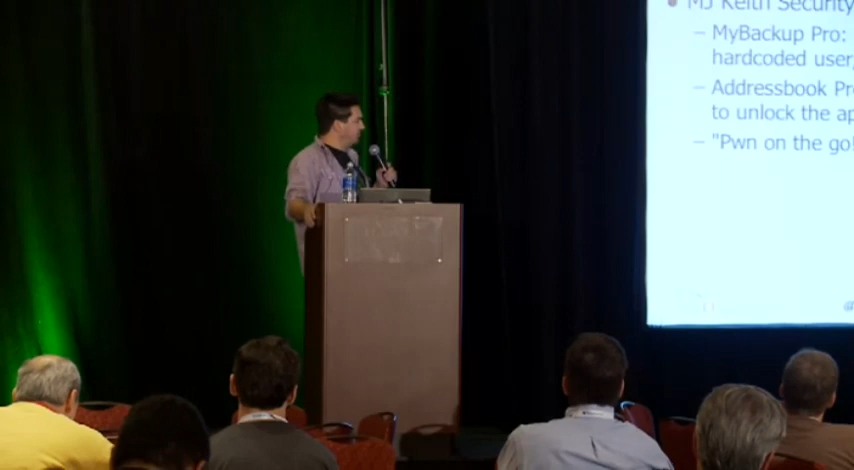 MJ Keith Security
– MyBackup Pro:
hardcoded user,
– Addressbook Pr
to unlock the ap
– "Pwn on the go!